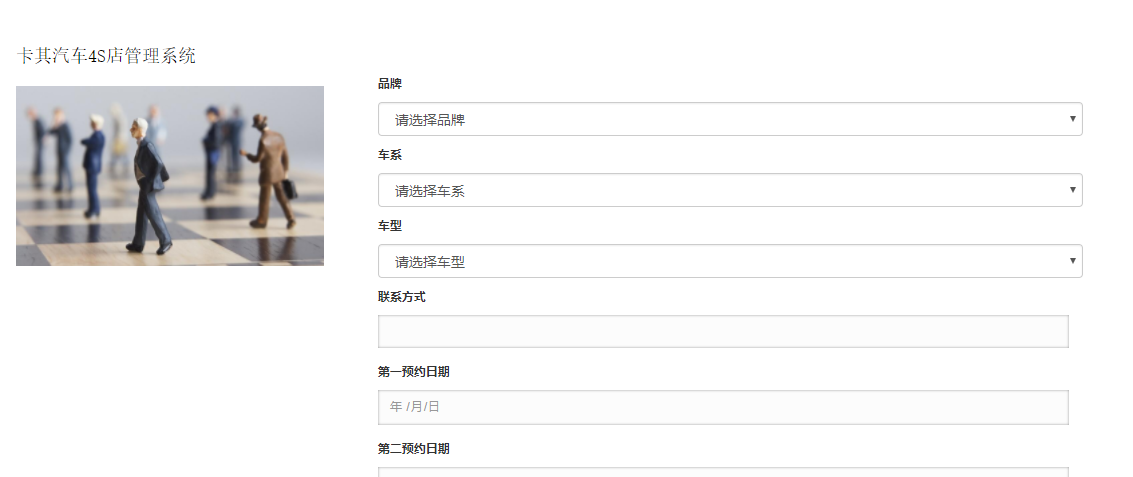 卡其汽车4S店管理系统
品牌
请选择品牌
车系
请选择车系
车型
请选择车型
联系方式
第一预约日期
年 /月/日
第二预约日期